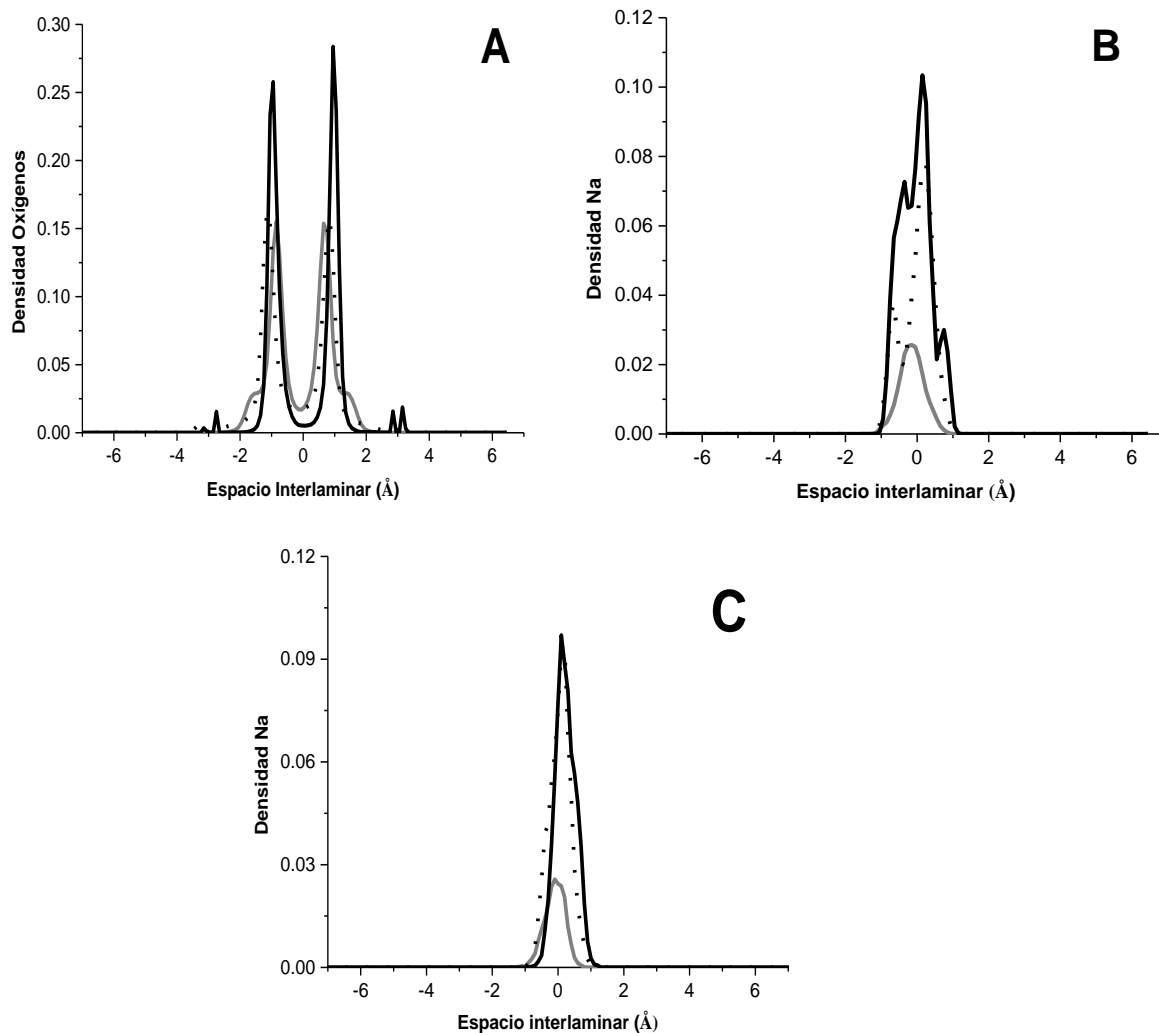 A
0.30
0.25
0.20
0.15
0.10
0.05
0.00
Densidad Oxígenos
-6 -4 -2 0 2 4 6
Espacio Interlaminar (Å)
B
0.12
0.10
0.08
0.06
0.04
0.02
0.00
Densidad Na
-6 -4 -2 0 2 4 6
Espacio interlaminar (Å)
C
0.12
0.09
0.06
0.03
0.00
Densidad Na
-6 -4 -2 0 2 4 6
Espacio interlaminar (Å)